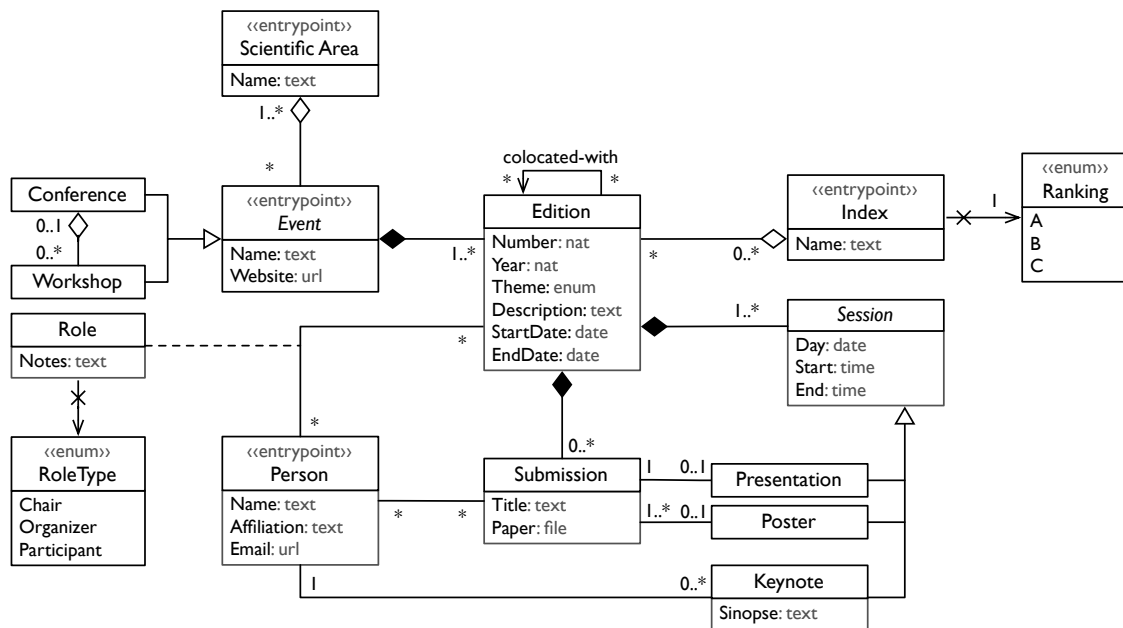 ‹‹entrypoint››
Scientific Area
Name: text
1..*
*
colocated-with
*
*
Conference
0..1
0..*
Workshop
‹‹entrypoint››
Event
Name: text
Website: url
1..*
Edition
Number: nat
Year: nat
Theme: enum
Description: text
StartDate: date
EndDate: date
*
0..*
‹‹entrypoint››
Index
Name: text
1
‹‹enum››
Ranking
A
B
C
Role
Notes: text
*
1..*
Session
Day: date
Start: time
End: time
*
0..*
‹‹enum››
RoleType
Chair
Organizer
Participant
‹‹entrypoint››
Person
Name: text
Affiliation: text
Email: url
*
*
Submission
Title: text
Paper: file
1
0..1
Presentation
1..*
0..1
Poster
1
0..*
Keynote
Sinopse: text